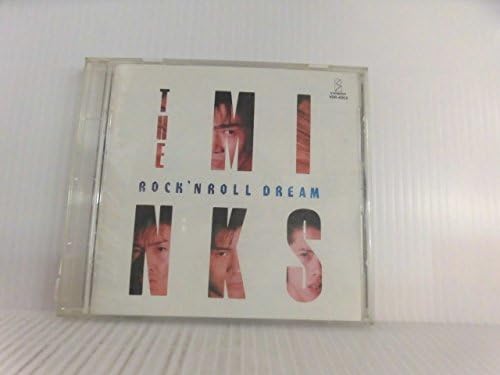 THE MI
ROCK'N ROLL DREAM
NKS